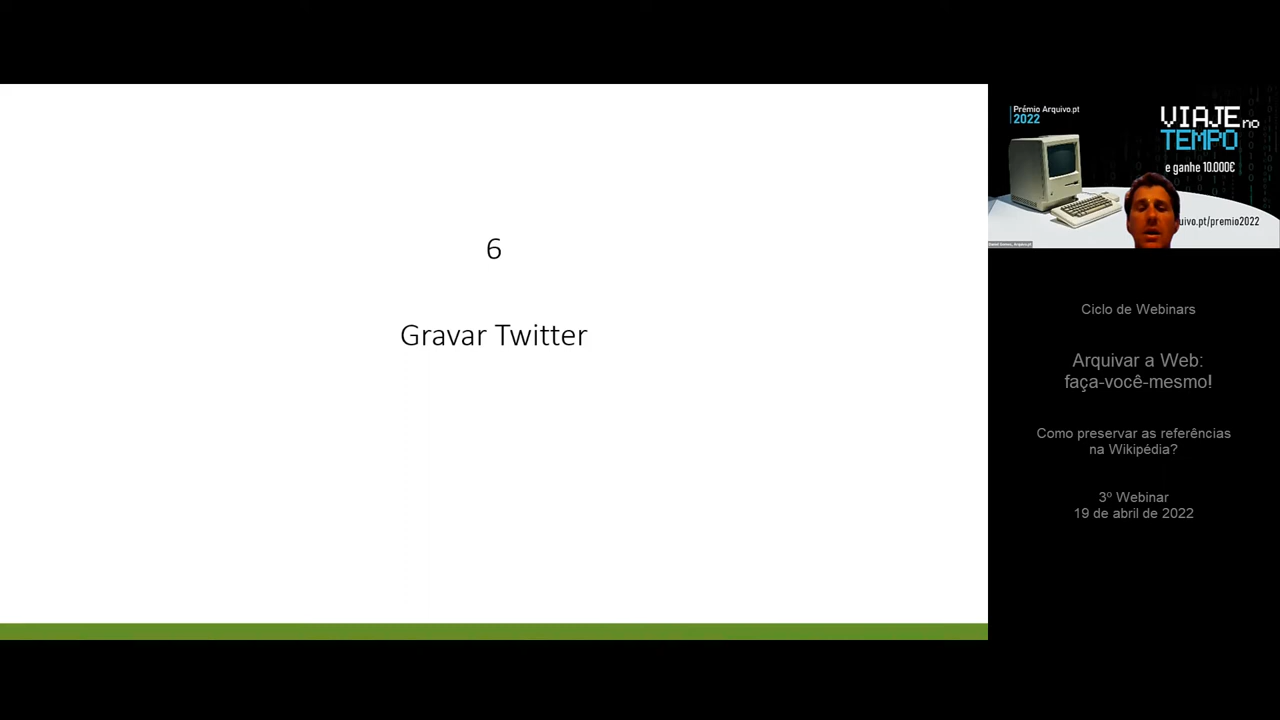 6
Gravar Twitter
Prémio Arquivo.pt
2022
VIAJE no
TEMPO
e ganhe 10.000€
uivo.pt/premio2022
Ciclo de Webinars
Arquivar a Web:
faça-você-mesmo!
Como preservar as referências
na Wikipédia?
3º Webinar
19 de abril de 2022